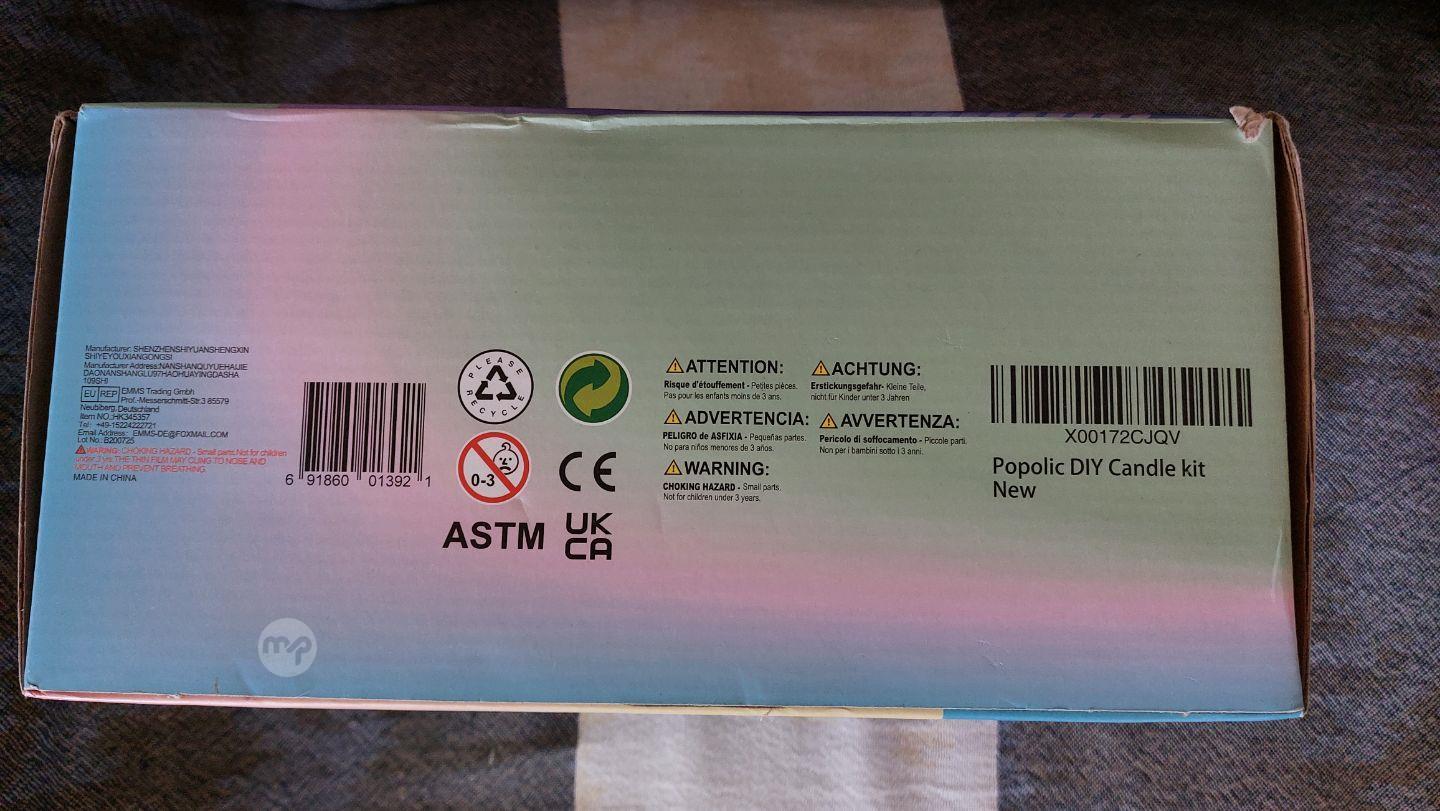 Manufacturer: SHENZHENSHIYUANSHENGXIN
SHIYEYOUXIANGONGSI
Manufacturer Address:NANSHANQUYUEHAIJIE
DAONANSHANGLU97HAOHUAYINGDASHA
109SHI
EU REP EMMS Trading Gmbh
Prof.-Messerschmitt-Str.3 85579
Neubiberg, Deutschland
Item NO.:HK345357
Tel: +49-15224222721
Email Address: EMMS-DE@FOXMAIL.COM
Lot No.: B200725
WARING: CHOKING HAZARD - Small parts. Not for children
under 3 yrs THE THIN FILM MAY CLING TO NOISE AND
MOUTH AND PREVENT BREATHING.
MADE IN CHINA
6 91860 01392 1
PLEASE
RECYCLE
0-3
CE
ASTM
UK
CA
ATTENTION:
Risque d'étouffement - Petites pièces.
Pas pour les enfants moins de 3 ans.
ADVERTENCIA:
PELIGRO de ASFIXIA - Pequeñas partes.
No para niños menores de 3 años.
WARNING:
CHOKING HAZARD - Small parts.
Not for children under 3 years.
ACHTUNG:
Erstickungsgefahr- Kleine Teile,
nicht für Kinder unter 3 Jahren
AVVERTENZA:
Pericolo di soffocamento - Piccole parti.
Non per i bambini sotto i 3 anni.
X00172CJQV
Popolic DIY Candle kit
New
mp